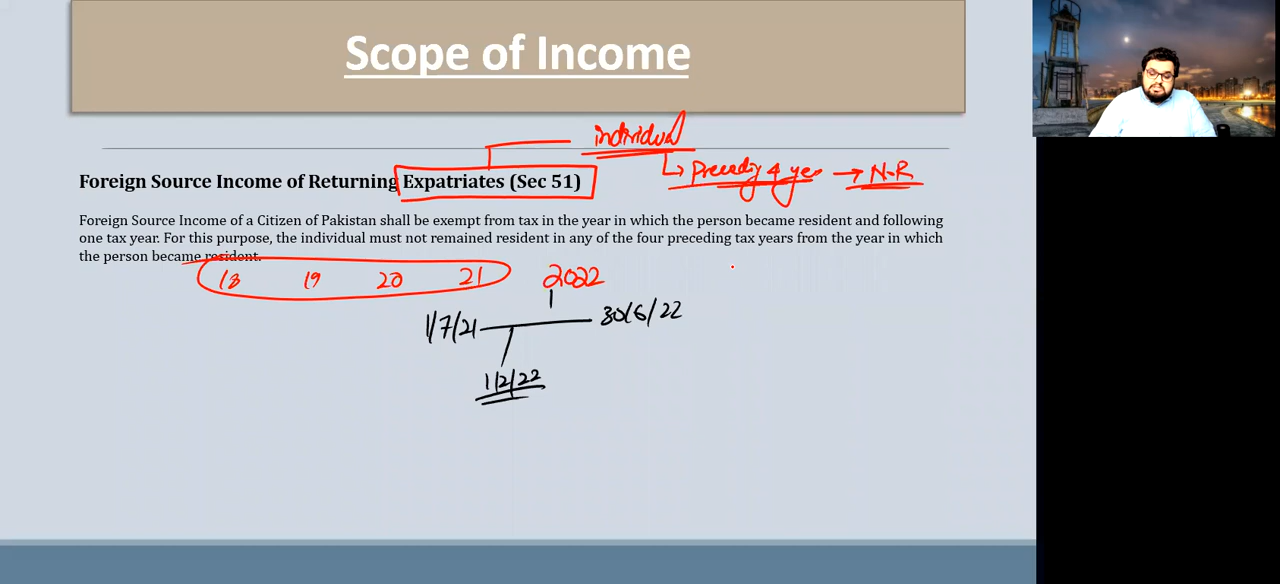 Scope of Income
individual
Preceding 4 year → N-R
Foreign Source Income of Returning Expatriates (Sec 51)
Foreign Source Income of a Citizen of Pakistan shall be exempt from tax in the year in which the person became resident and following
one tax year. For this purpose, the individual must not remained resident in any of the four preceding tax years from the year in which
the person became resident.
18 19 20 21 2022
1/7/21 30/6/22
1/2/22